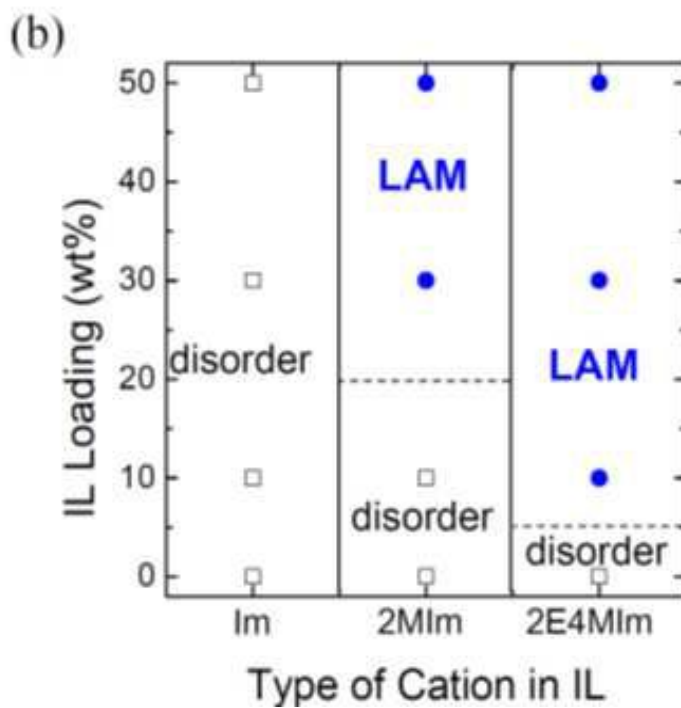 (b)
50
40
30
20
10
0
IL Loading (wt%)
disorder
LAM
disorder
LAM
disorder
Im 2MIm 2E4MIm
Type of Cation in IL